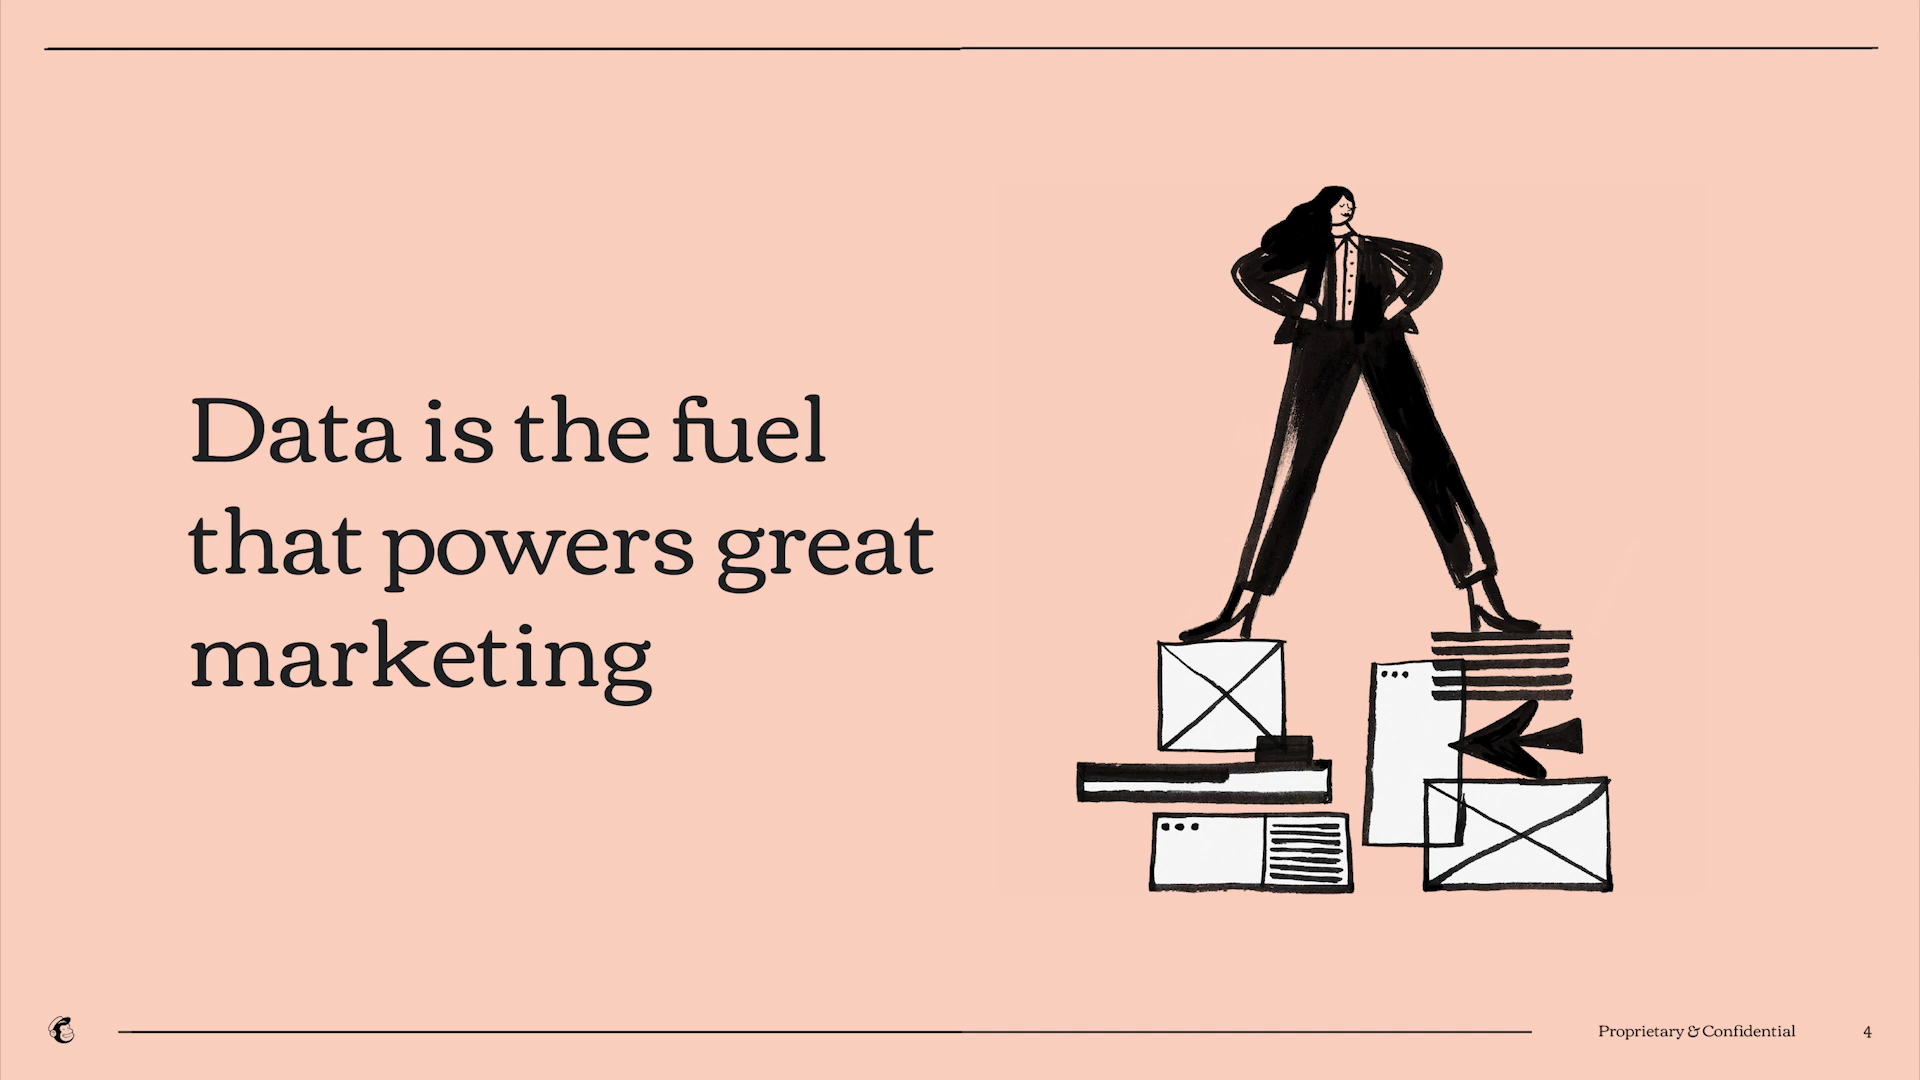 Data is the fuel
that powers great
marketing
Proprietary & Confidential
4